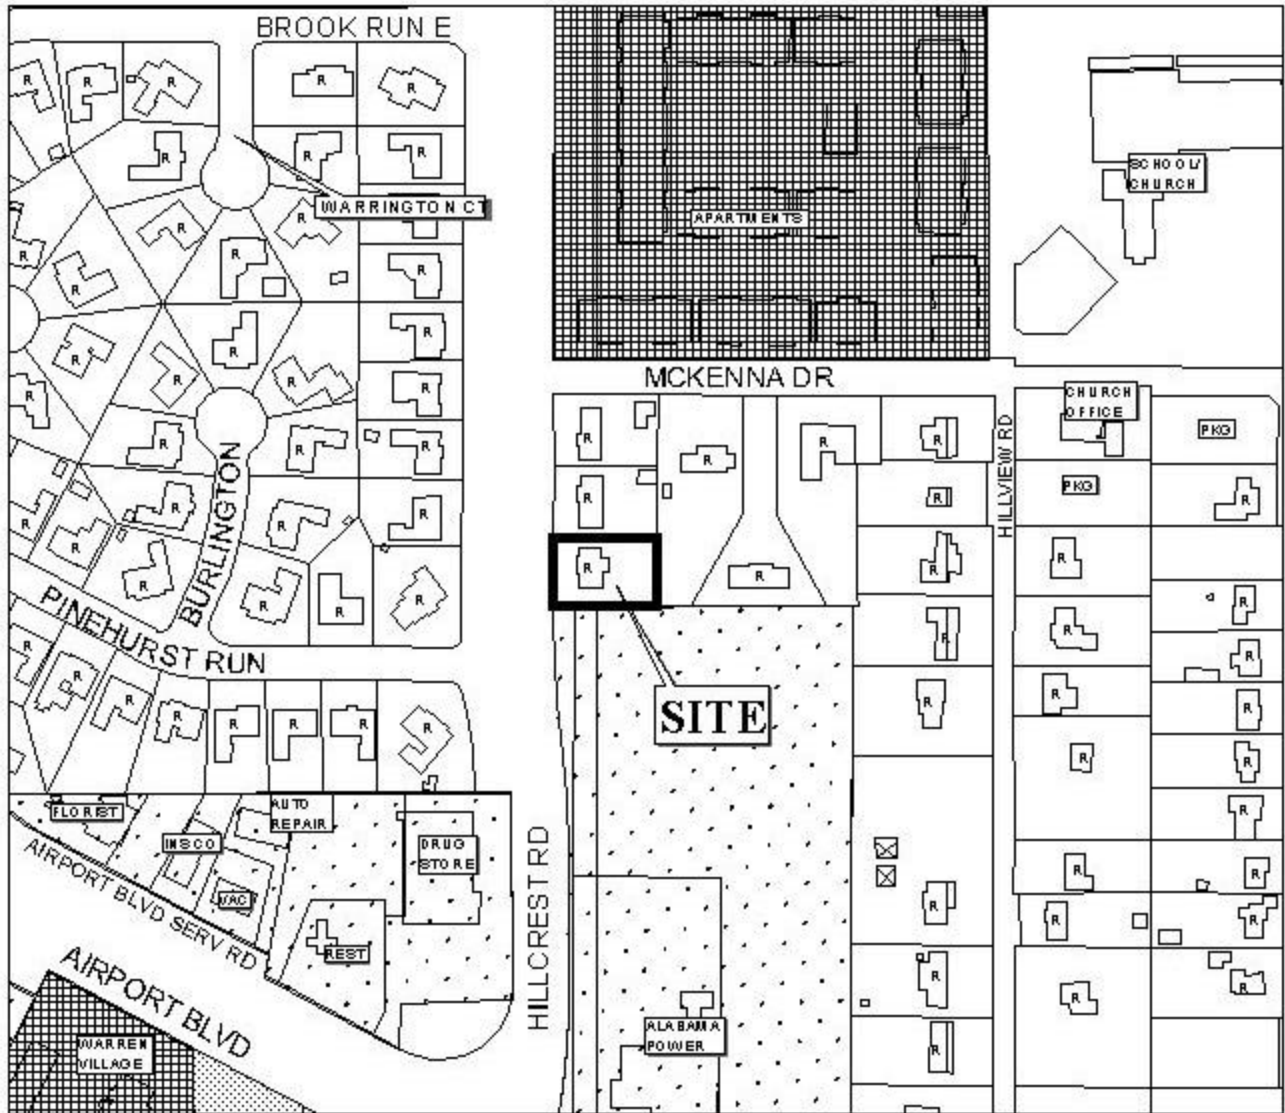 BROOK RUN E
R R R R R
R R R
SCHOOL/
CHURCH
WARRINGTON CT
R R
APARTMENTS
R R R R
R R R
R R R
MCKENNA DR
R R R
CHURCH
OFFICE
PKG
R R R R R
HILLVIEW RD
R R R R
PKG
R R R R R R
BURLINGTON
R R R R R
R R R R R R
PINEHURST RUN
R R R
R R R R
R R R R R R
SITE
R R
R
R
FLORIST
AUTO
REPAIR
INSCO
DRUG
STORE
AIRPORT BLVD SERV RD
HILLCREST RD
R R
VAC
R R R
REST
AIRPORT BLVD
R R R
WARREN
VILLAGE
ALABAMA
POWER
R